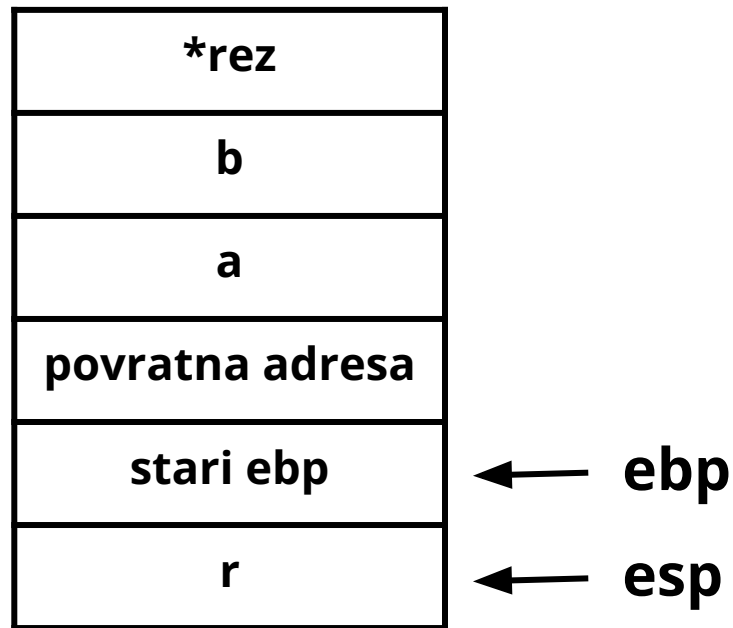 *rez
b
a
povratna adresa
stari ebp
ebp
r
esp